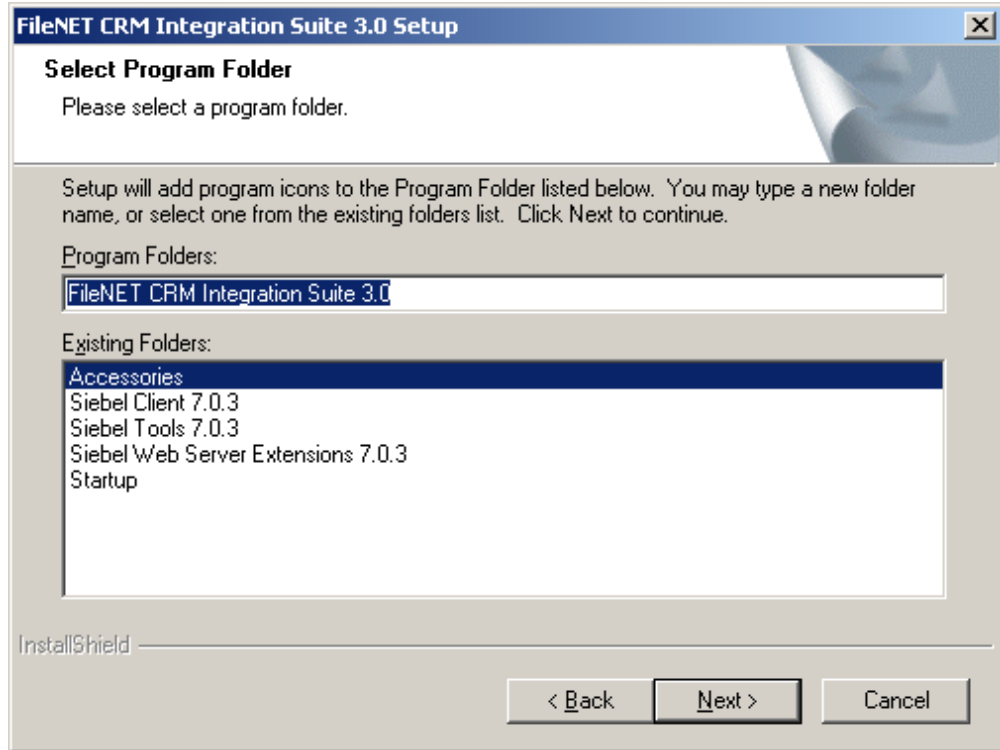 FileNET CRM Integration Suite 3.0 Setup
Select Program Folder
Please select a program folder.
Setup will add program icons to the Program Folder listed below.  You may type a new folder
name, or select one from the existing folders list.  Click Next to continue.
Program Folders:
FileNET CRM Integration Suite 3.0
Existing Folders:
Accessories
Siebel Client 7.0.3
Siebel Tools 7.0.3
Siebel Web Server Extensions 7.0.3
Startup
InstallShield
< Back
Next >
Cancel